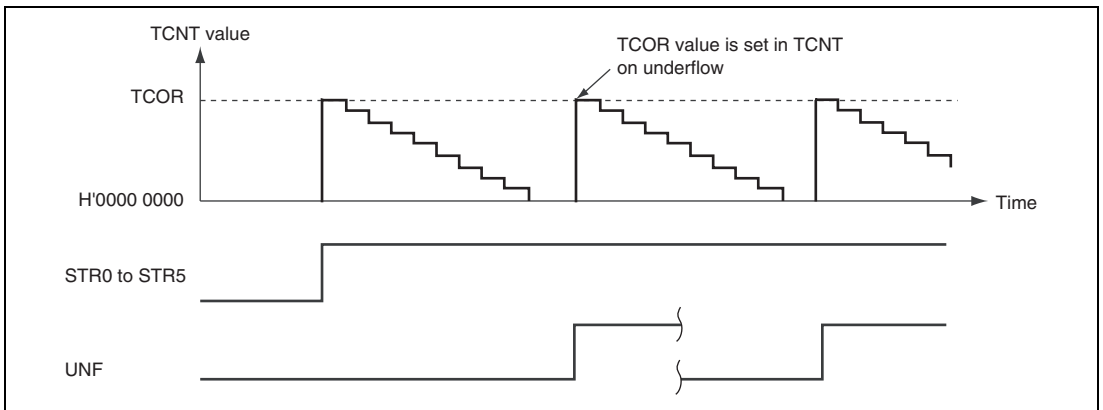 TCNT value
TCOR value is set in TCNT
on underflow
TCOR
H'0000 0000
Time
STR0 to STR5
UNF